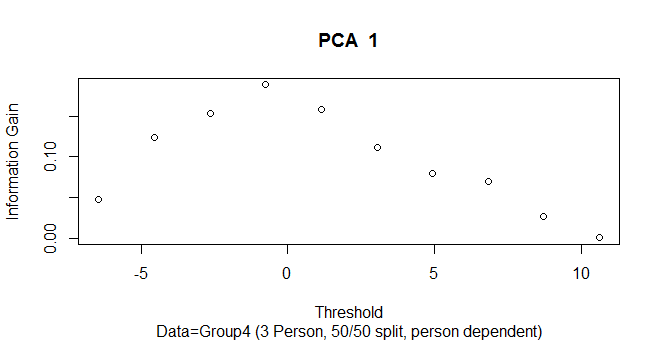 PCA  1
Information Gain
0.10
0.00
-5
0
5
10
Threshold
Data=Group4 (3 Person, 50/50 split, person dependent)